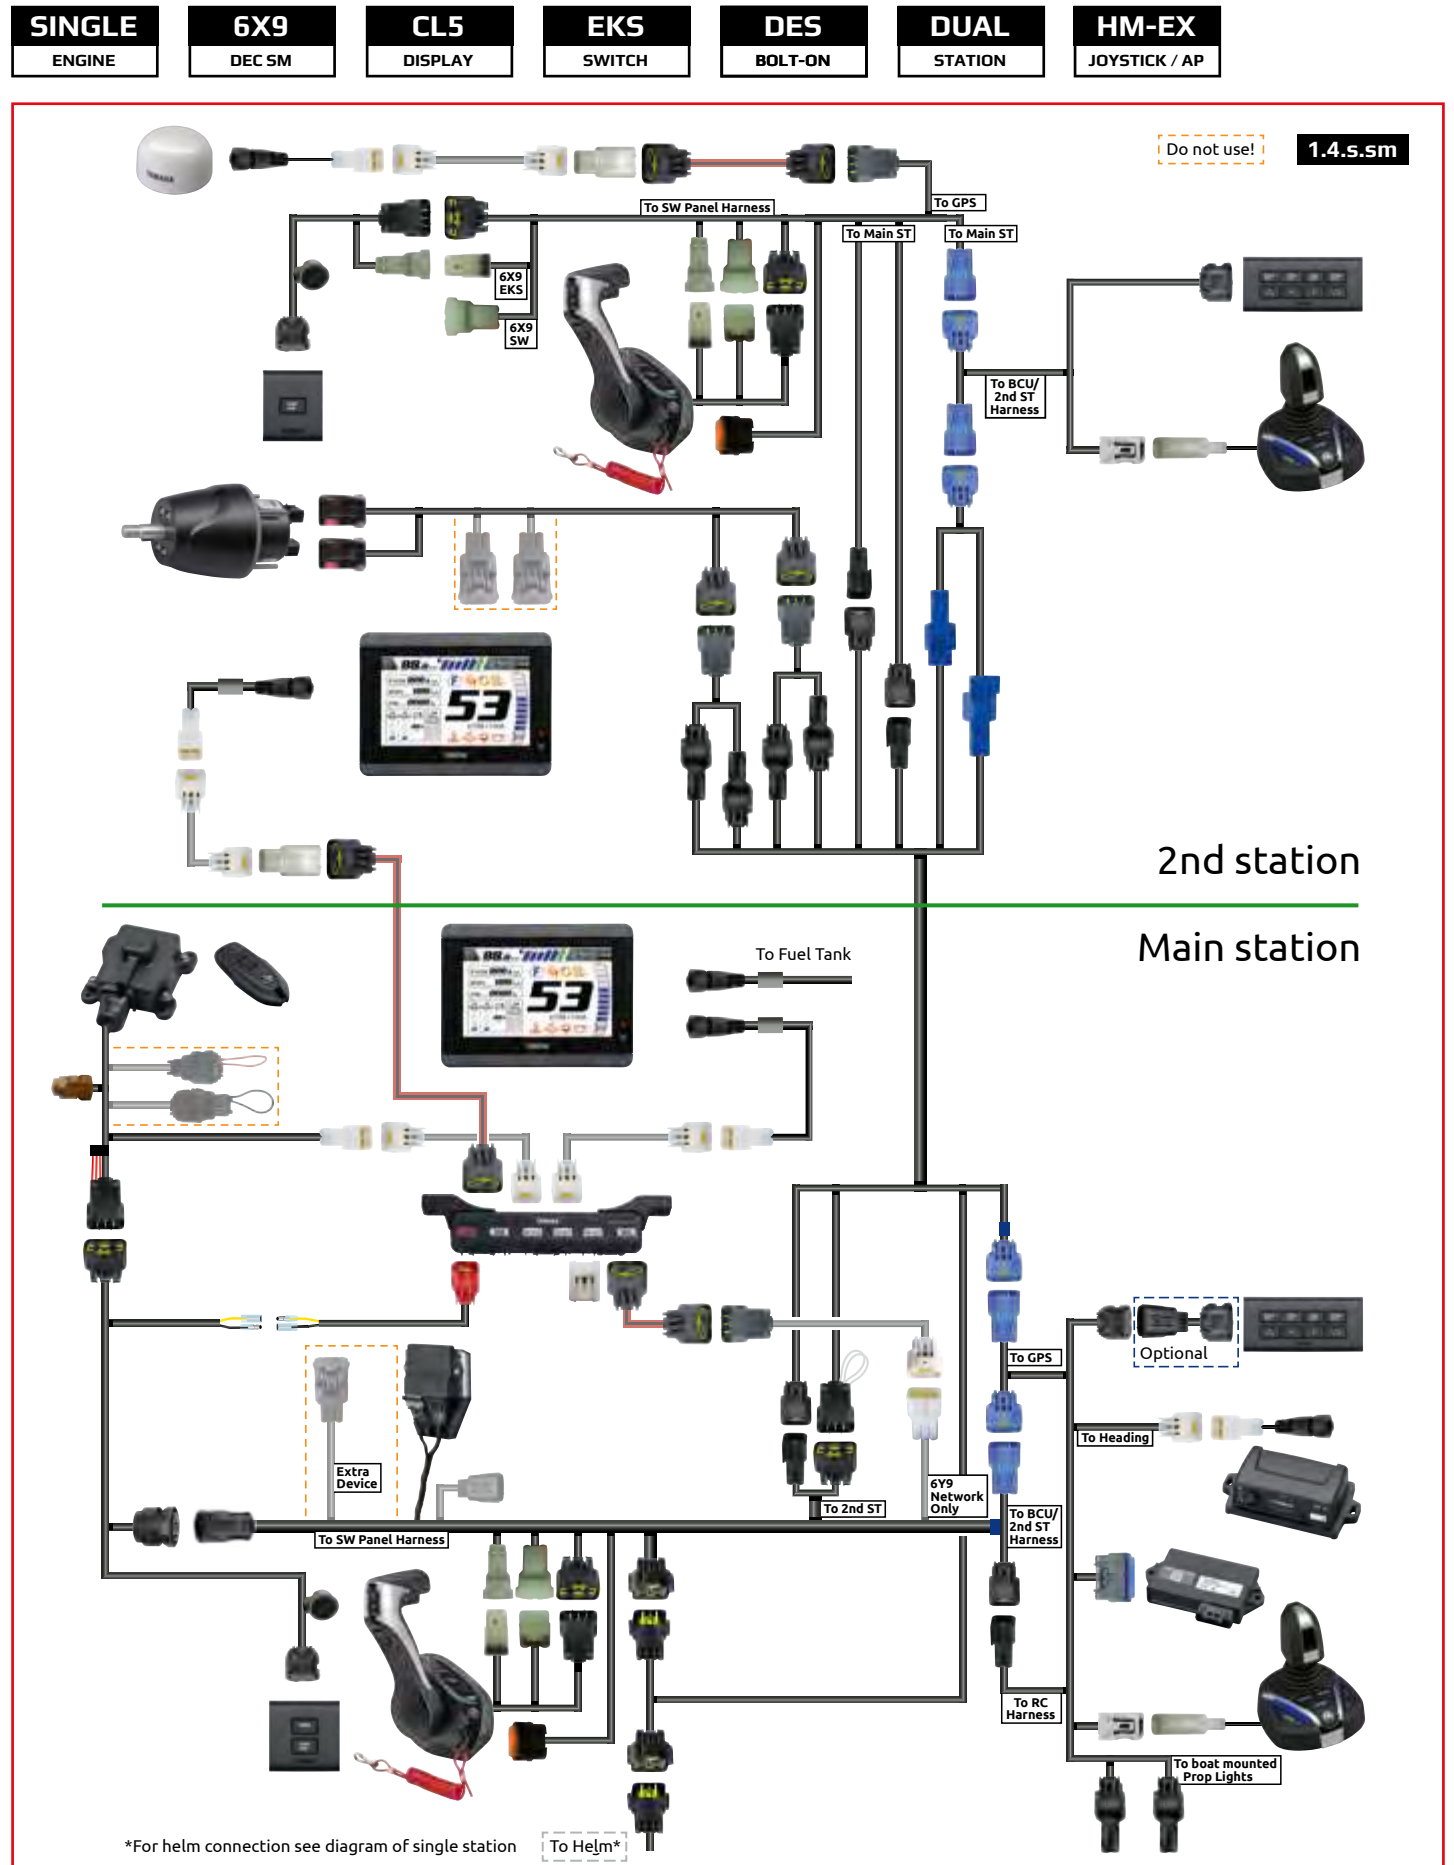 SINGLE
ENGINE
6X9
DEC SM
CL5
DISPLAY
EKS
SWITCH
DES
BOLT-ON
DUAL
STATION
HM-EX
JOYSTICK / AP
Do not use!
1.4.s.sm
YAMAHA
To SW Panel Harness
To GPS
To Main ST
To Main ST
6X9
EKS
6X9
SW
To BCU/
2nd ST
Harness
53
2nd station
Main station
To Fuel Tank
53
To GPS
Optional
To Heading
Extra
Device
6Y9
Network
Only
To 2nd ST
To BCU/
2nd ST
Harness
To SW Panel Harness
To RC
Harness
To boat mounted
Prop Lights
*For helm connection see diagram of single station
To Helm*